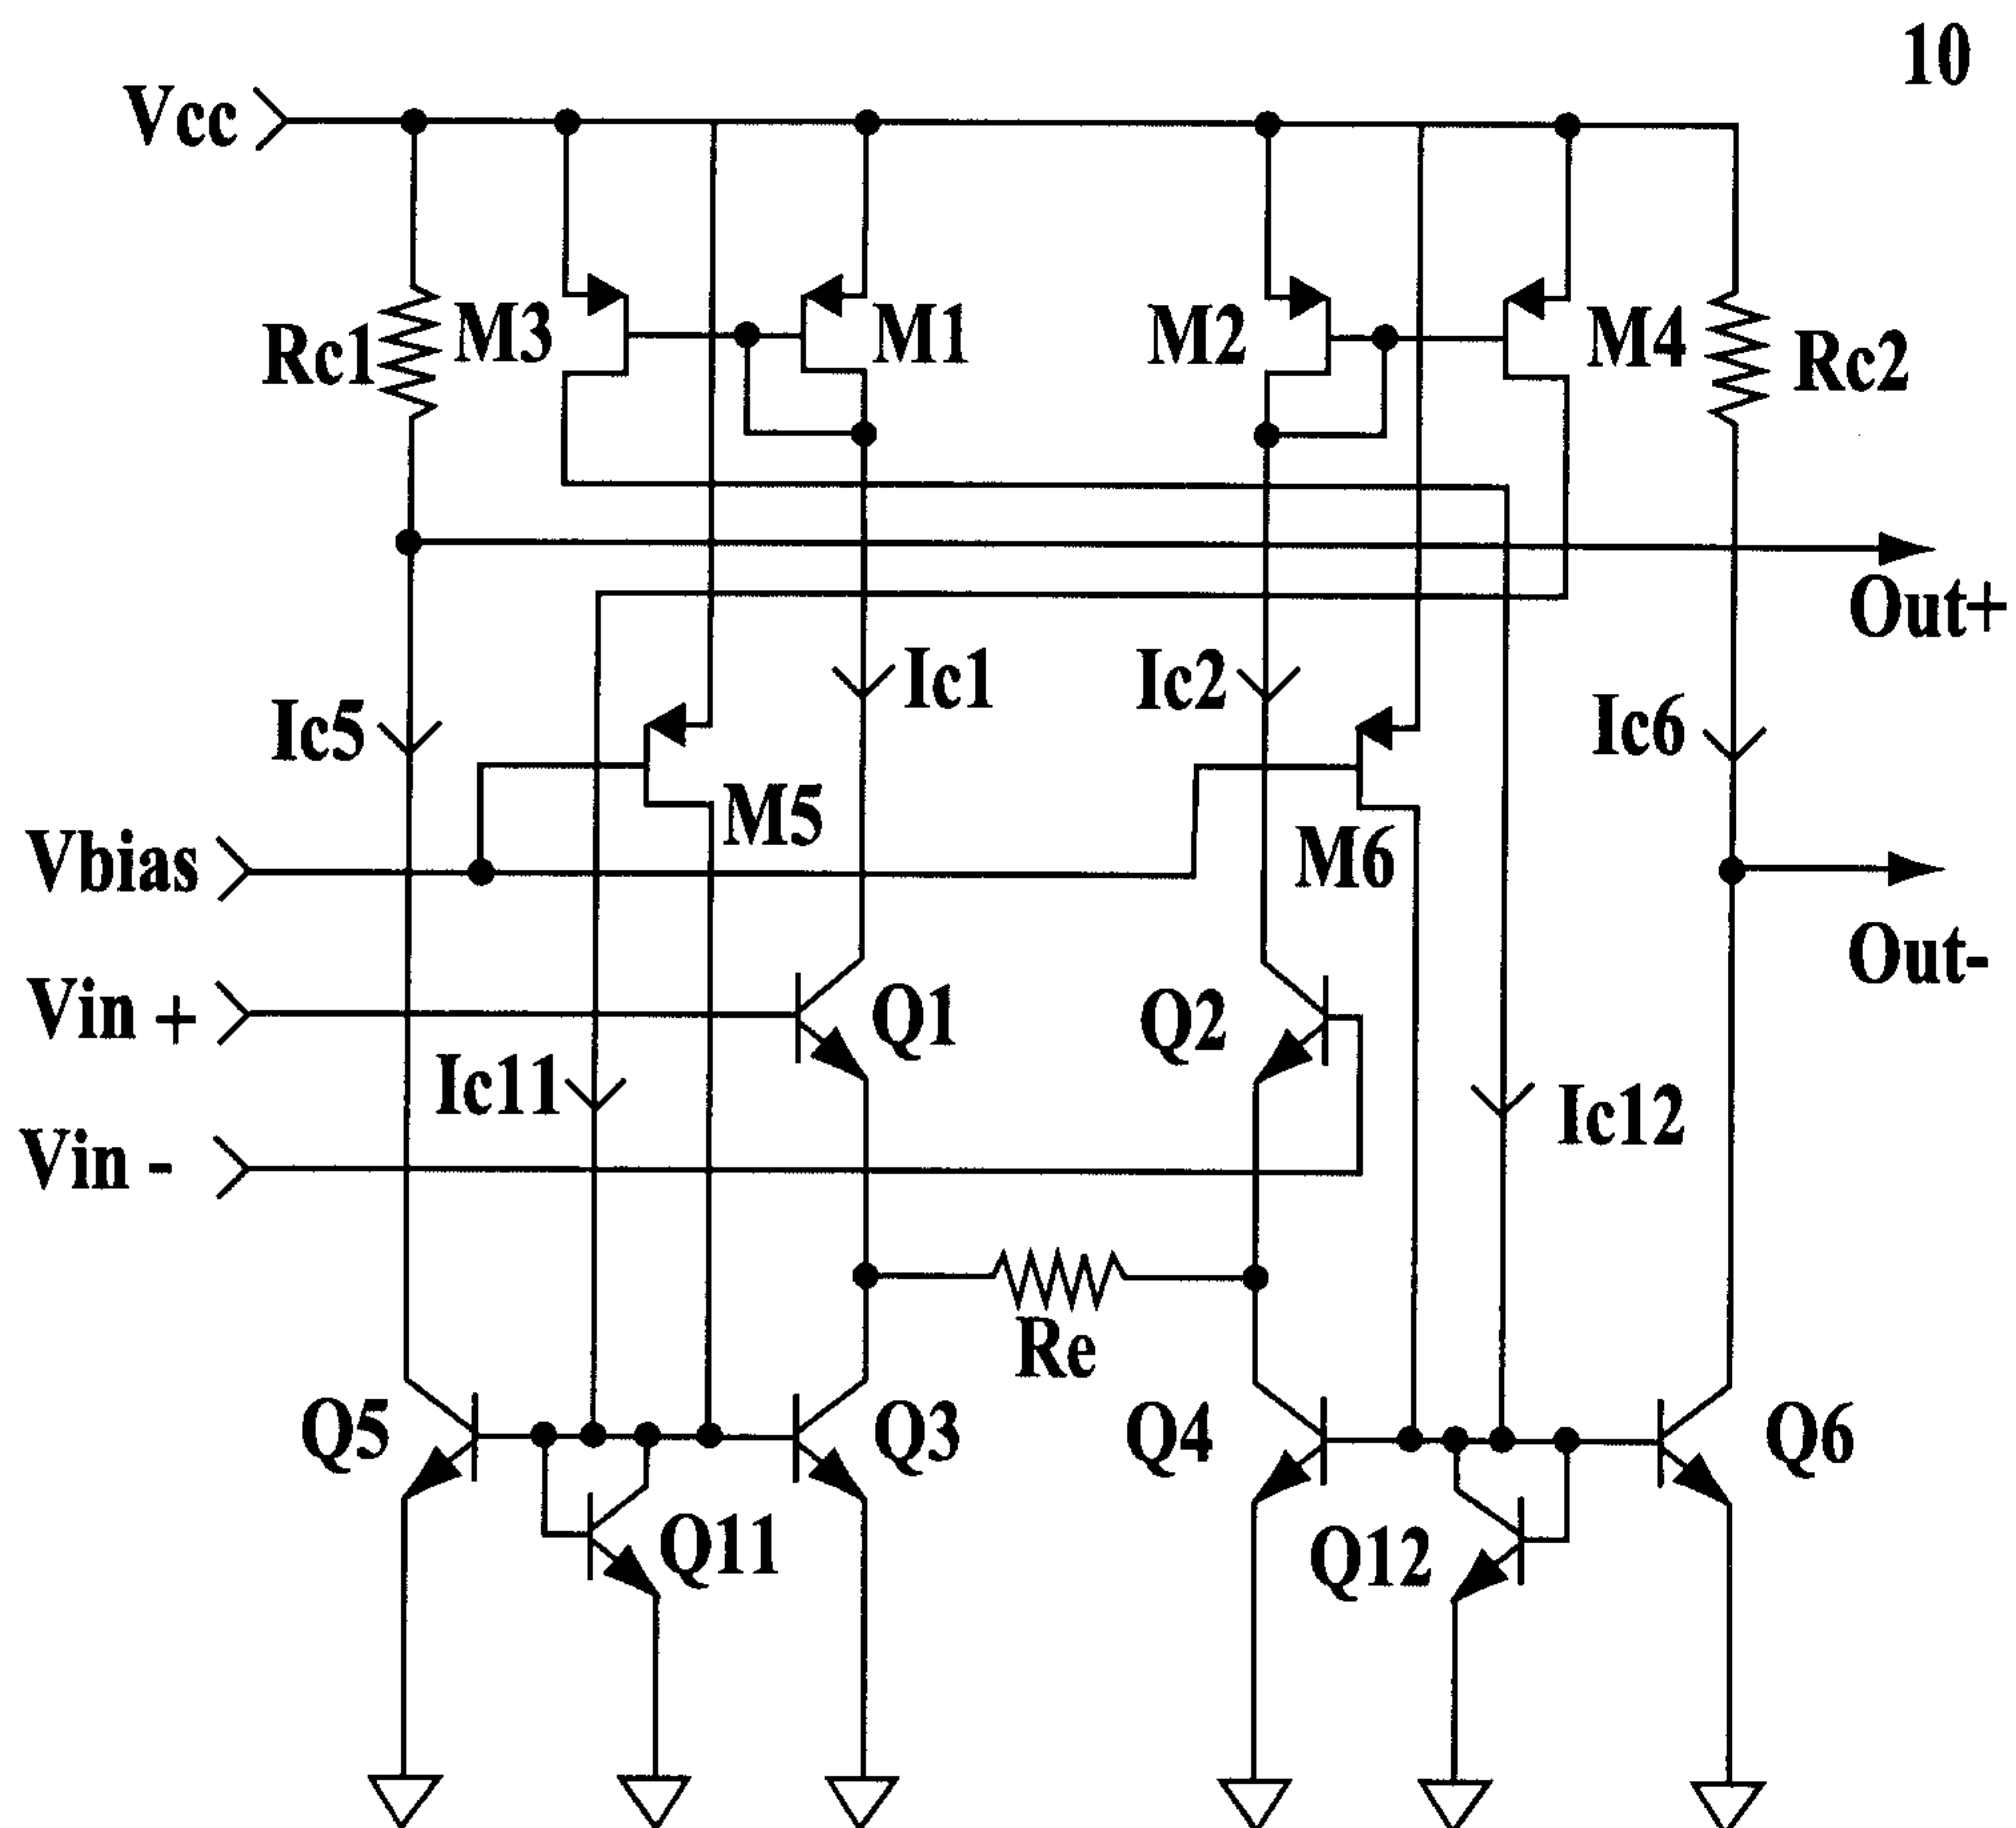 10
Vcc
Rc1
M3
M1
M2
M4
Rc2
Out+
Ic5
Ic1
Ic2
Ic6
M5
M6
Vbias
Out-
Vin +
Q1
Q2
Ic11
Ic12
Vin -
Re
Q5
Q3
Q4
Q6
Q11
Q12